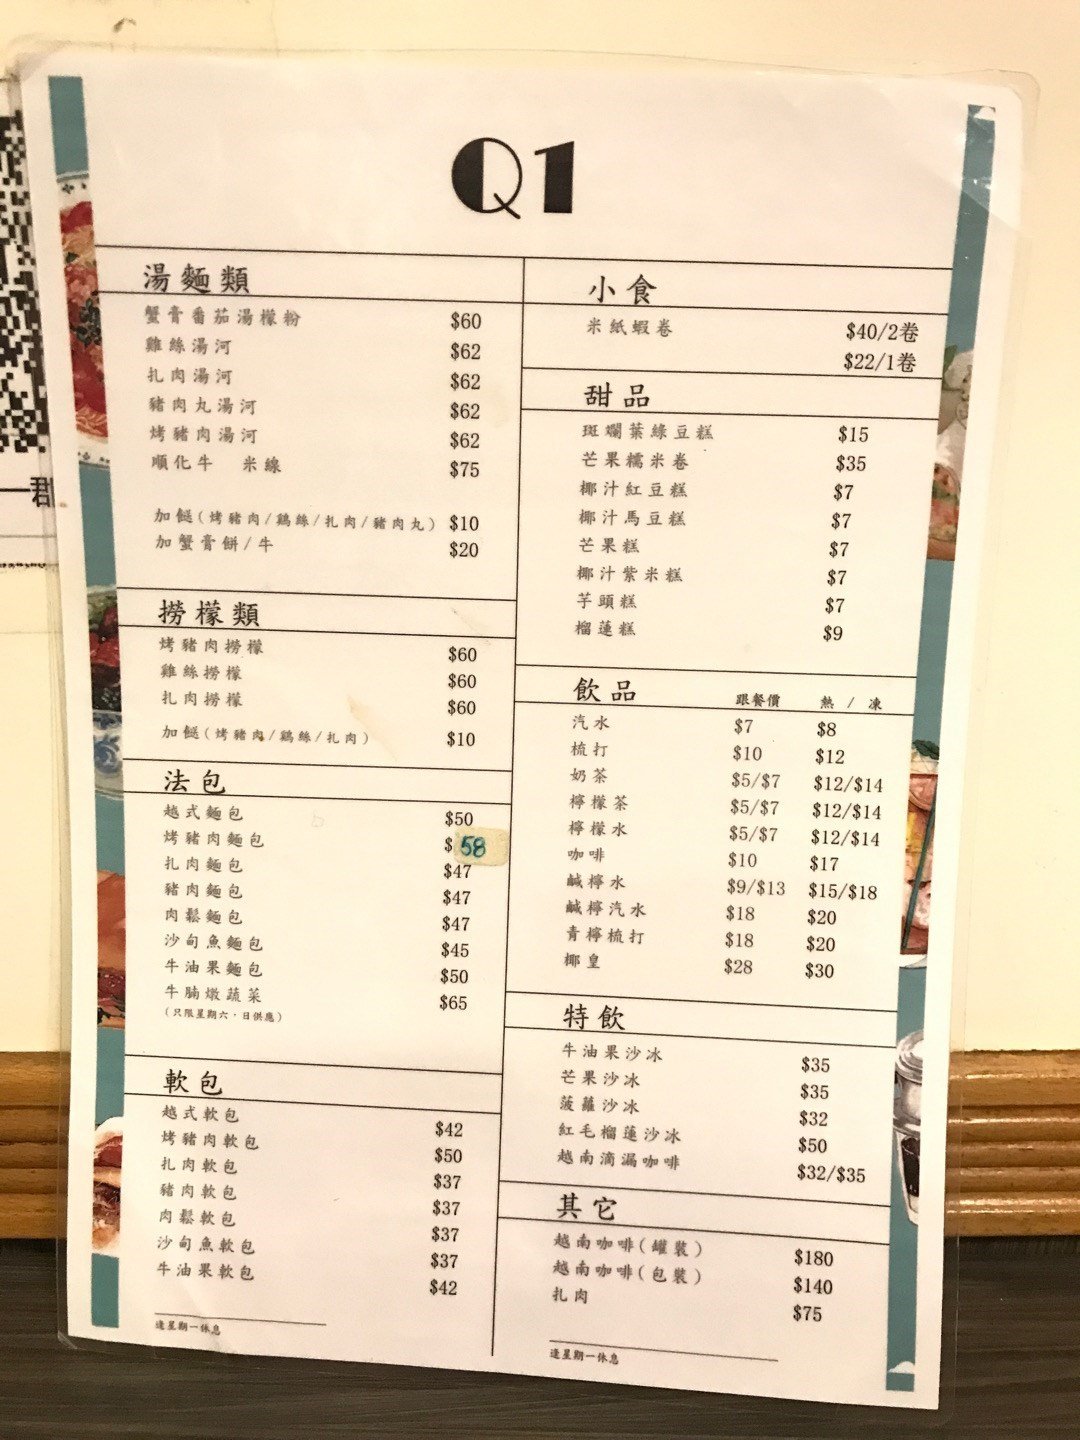 Q1
湯麵類
蟹膏番茄湯檬粉 $60
雞絲湯河 $62
扎肉湯河 $62
豬肉丸湯河 $62
烤豬肉湯河 $62
順化牛 米線 $75
加餸(烤豬肉/鷄絲/扎肉/豬肉丸) $10
加蟹膏餅/牛 $20
撈檬類
烤豬肉撈檬 $60
雞絲撈檬 $60
扎肉撈檬 $60
加餸(烤豬肉/鷄絲/扎肉) $10
法包
越式麵包 $50
烤豬肉麵包 $58
扎肉麵包 $47
豬肉麵包 $47
肉鬆麵包 $47
沙甸魚麵包 $45
牛油果麵包 $50
牛腩燉蔬菜 $65
(只限星期六，日供應)
軟包
越式軟包 $42
烤豬肉軟包 $50
扎肉軟包 $37
豬肉軟包 $37
肉鬆軟包 $37
沙甸魚軟包 $37
牛油果軟包 $42
逢星期一休息
小食
米紙蝦卷 $40/2卷
$22/1卷
甜品
斑斕葉綠豆糕 $15
芒果糯米卷 $35
椰汁紅豆糕 $7
椰汁馬豆糕 $7
芒果糕 $7
椰汁紫米糕 $7
芋頭糕 $7
榴蓮糕 $9
飲品 跟餐價 熱 / 凍
汽水 $7 $8
梳打 $10 $12
奶茶 $5/$7 $12/$14
檸檬茶 $5/$7 $12/$14
檸檬水 $5/$7 $12/$14
咖啡 $10 $17
鹹檸水 $9/$13 $15/$18
鹹檸汽水 $18 $20
青檸梳打 $18 $20
椰皇 $28 $30
特飲
牛油果沙冰 $35
芒果沙冰 $35
菠蘿沙冰 $32
紅毛榴蓮沙冰 $50
越南滴漏咖啡 $32/$35
其它
越南咖啡(罐裝) $180
越南咖啡(包裝) $140
扎肉 $75
逢星期一休息
一群